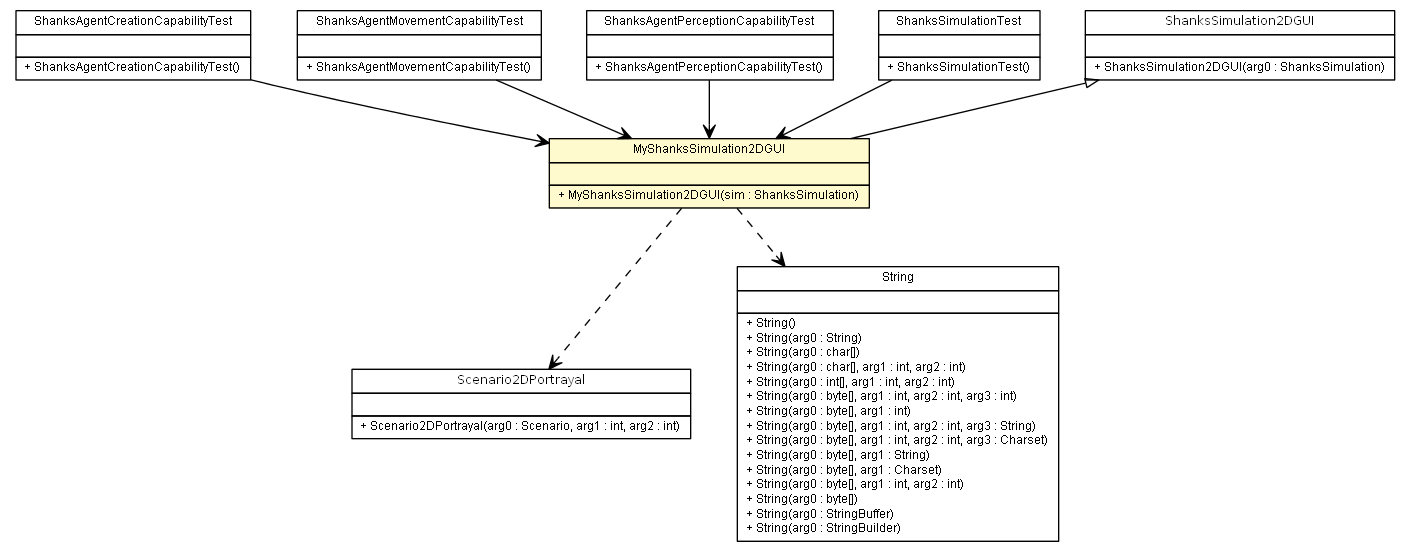 ShanksAgentCreationCapabilityTest
+ ShanksAgentCreationCapabilityTest()
ShanksAgentMovementCapabilityTest
+ ShanksAgentMovementCapabilityTest()
ShanksAgentPerceptionCapabilityTest
+ ShanksAgentPerceptionCapabilityTest()
ShanksSimulationTest
+ ShanksSimulationTest()
ShanksSimulation2DGUI
+ ShanksSimulation2DGUI(arg0 : ShanksSimulation)
MyShanksSimulation2DGUI
+ MyShanksSimulation2DGUI(sim : ShanksSimulation)
Scenario2DPortrayal
+ Scenario2DPortrayal(arg0 : Scenario, arg1 : int, arg2 : int)
String
+ String()
+ String(arg0 : String)
+ String(arg0 : char[])
+ String(arg0 : char[], arg1 : int, arg2 : int)
+ String(arg0 : int[], arg1 : int, arg2 : int)
+ String(arg0 : byte[], arg1 : int, arg2 : int, arg3 : int)
+ String(arg0 : byte[], arg1 : int)
+ String(arg0 : byte[], arg1 : int, arg2 : int, arg3 : String)
+ String(arg0 : byte[], arg1 : int, arg2 : int, arg3 : Charset)
+ String(arg0 : byte[], arg1 : String)
+ String(arg0 : byte[], arg1 : Charset)
+ String(arg0 : byte[], arg1 : int, arg2 : int)
+ String(arg0 : byte[])
+ String(arg0 : StringBuffer)
+ String(arg0 : StringBuilder)